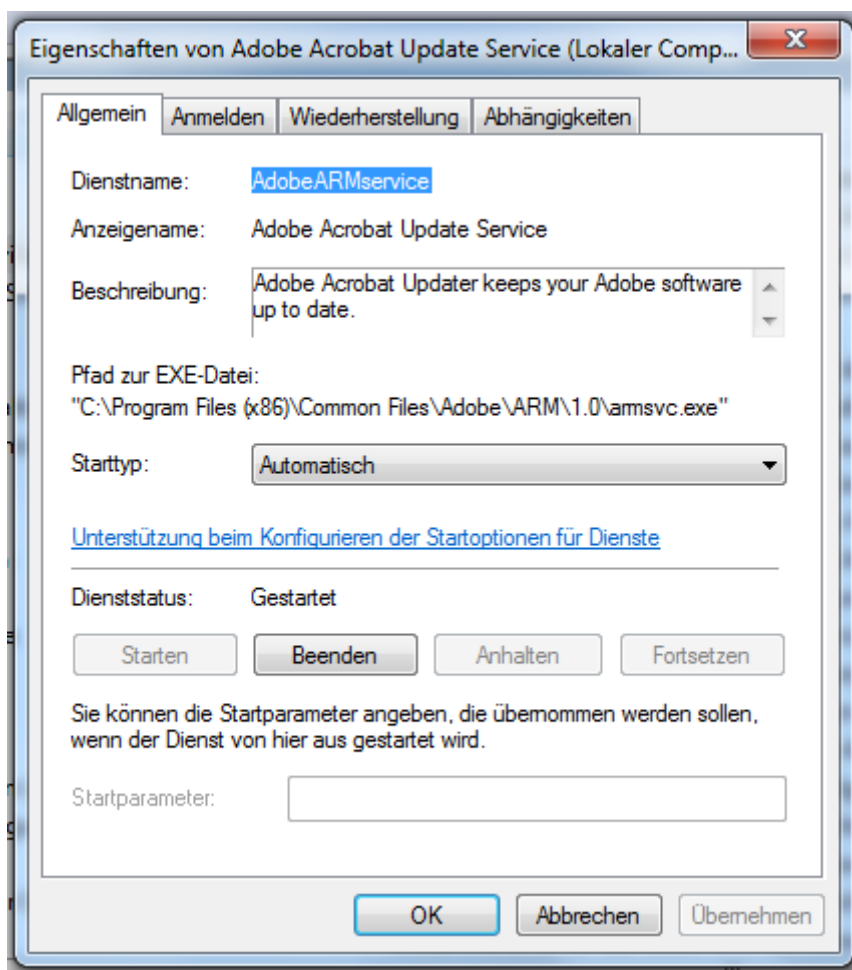 Eigenschaften von Adobe Acrobat Update Service (Lokaler Comp...
Allgemein Anmelden Wiederherstellung Abhängigkeiten
Dienstname: AdobeARMservice
Anzeigename: Adobe Acrobat Update Service
Beschreibung: Adobe Acrobat Updater keeps your Adobe software
up to date.
Pfad zur EXE-Datei:
"C:\Program Files (x86)\Common Files\Adobe\ARM\1.0\armsvc.exe"
Starttyp: Automatisch
Unterstützung beim Konfigurieren der Startoptionen für Dienste
Dienststatus: Gestartet
Starten Beenden Anhalten Fortsetzen
Sie können die Startparameter angeben, die übernommen werden sollen,
wenn der Dienst von hier aus gestartet wird.
Startparameter:
OK Abbrechen Übernehmen